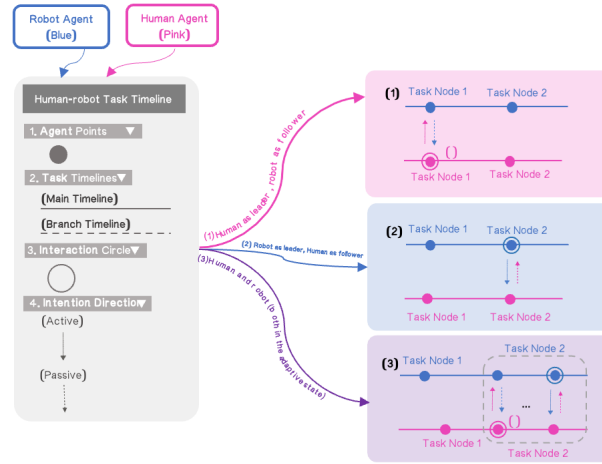 Robot Agent
(Blue)
Human Agent
(Pink)
Human-robot Task Timeline
1. Agent Points
2. Task Timelines
(Main Timeline)
(Branch Timeline)
3. Interaction Circle
4. Intention Direction
(Active)
(Passive)
(1)Human as leader, robot as follower
(2) Robot as leader, Human as follower
(3)Human and robot (both in the adaptive state)
(1)
Task Node 1
Task Node 2
( )
Task Node 1
Task Node 2
(2)
Task Node 1
Task Node 2
Task Node 1
Task Node 2
(3)
Task Node 2
Task Node 1
...
( )
Task Node 1
Task Node 2